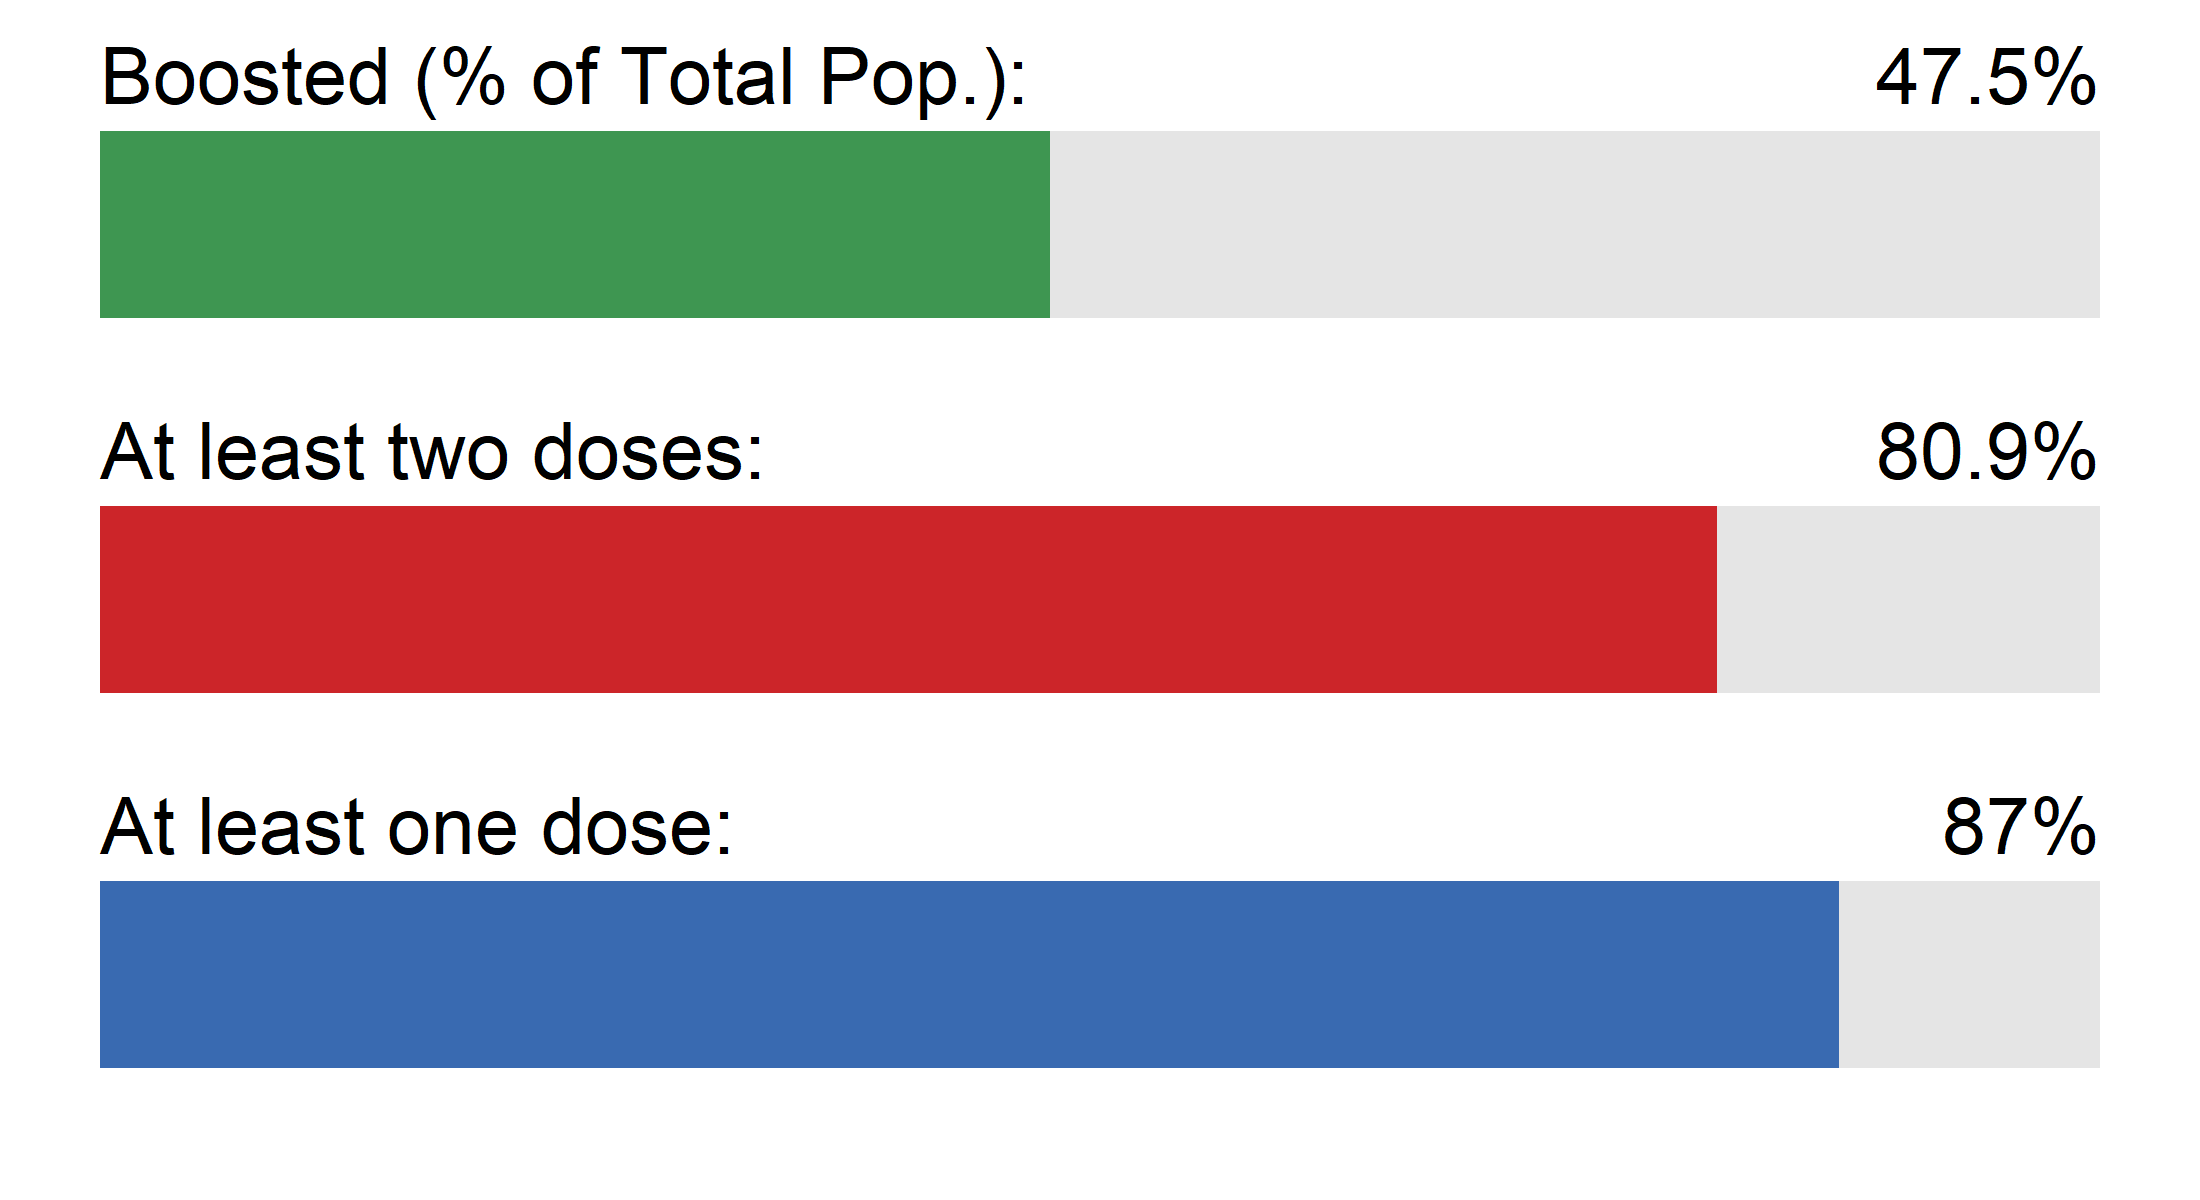 Boosted (% of Total Pop.): 47.5%
At least two doses: 80.9%
At least one dose: 87%